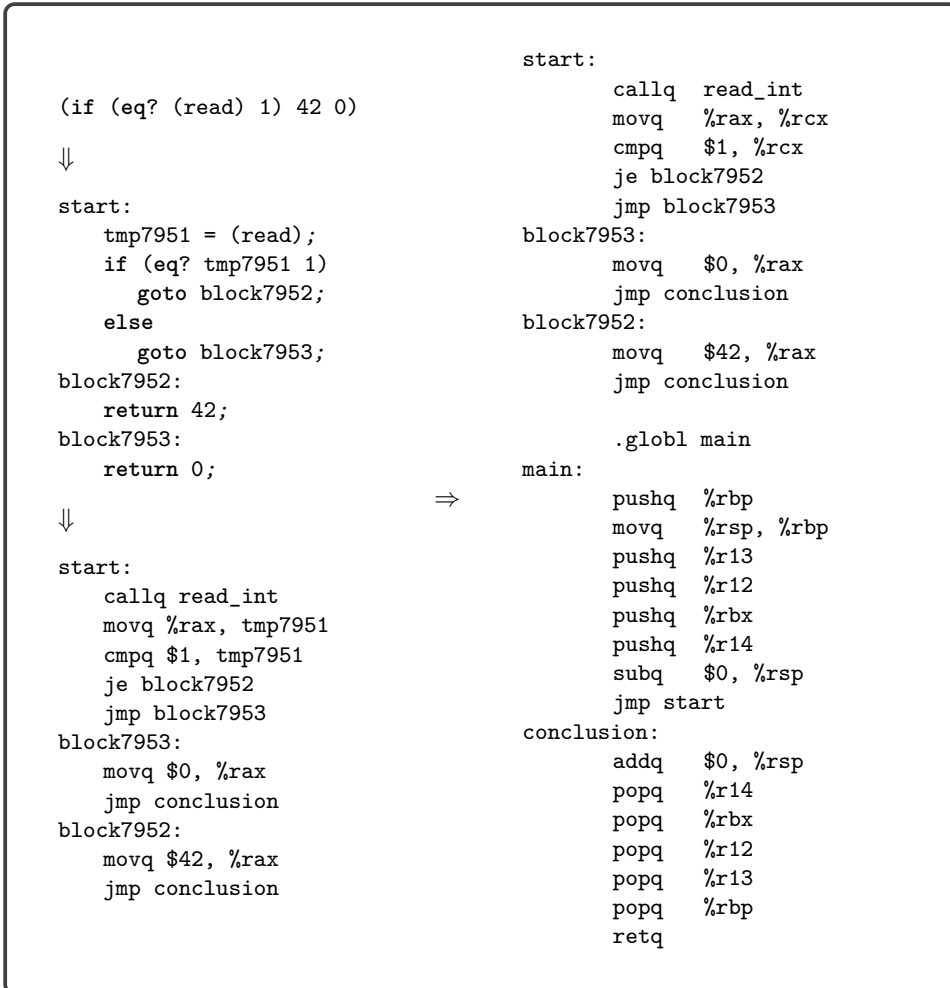 (if (eq? (read) 1) 42 0)
⇓
start:
    tmp7951 = (read);
    if (eq? tmp7951 1)
        goto block7952;
    else
        goto block7953;
block7952:
    return 42;
block7953:
    return 0;
⇓
start:
    callq read_int
    movq %rax, tmp7951
    cmpq $1, tmp7951
    je block7952
    jmp block7953
block7953:
    movq $0, %rax
    jmp conclusion
block7952:
    movq $42, %rax
    jmp conclusion
⇒
start:
        callq   read_int
        movq    %rax, %rcx
        cmpq    $1, %rcx
        je block7952
        jmp block7953
block7953:
        movq    $0, %rax
        jmp conclusion
block7952:
        movq    $42, %rax
        jmp conclusion
        .globl main
main:
        pushq   %rbp
        movq    %rsp, %rbp
        pushq   %r13
        pushq   %r12
        pushq   %rbx
        pushq   %r14
        subq    $0, %rsp
        jmp start
conclusion:
        addq    $0, %rsp
        popq    %r14
        popq    %rbx
        popq    %r12
        popq    %r13
        popq    %rbp
        retq